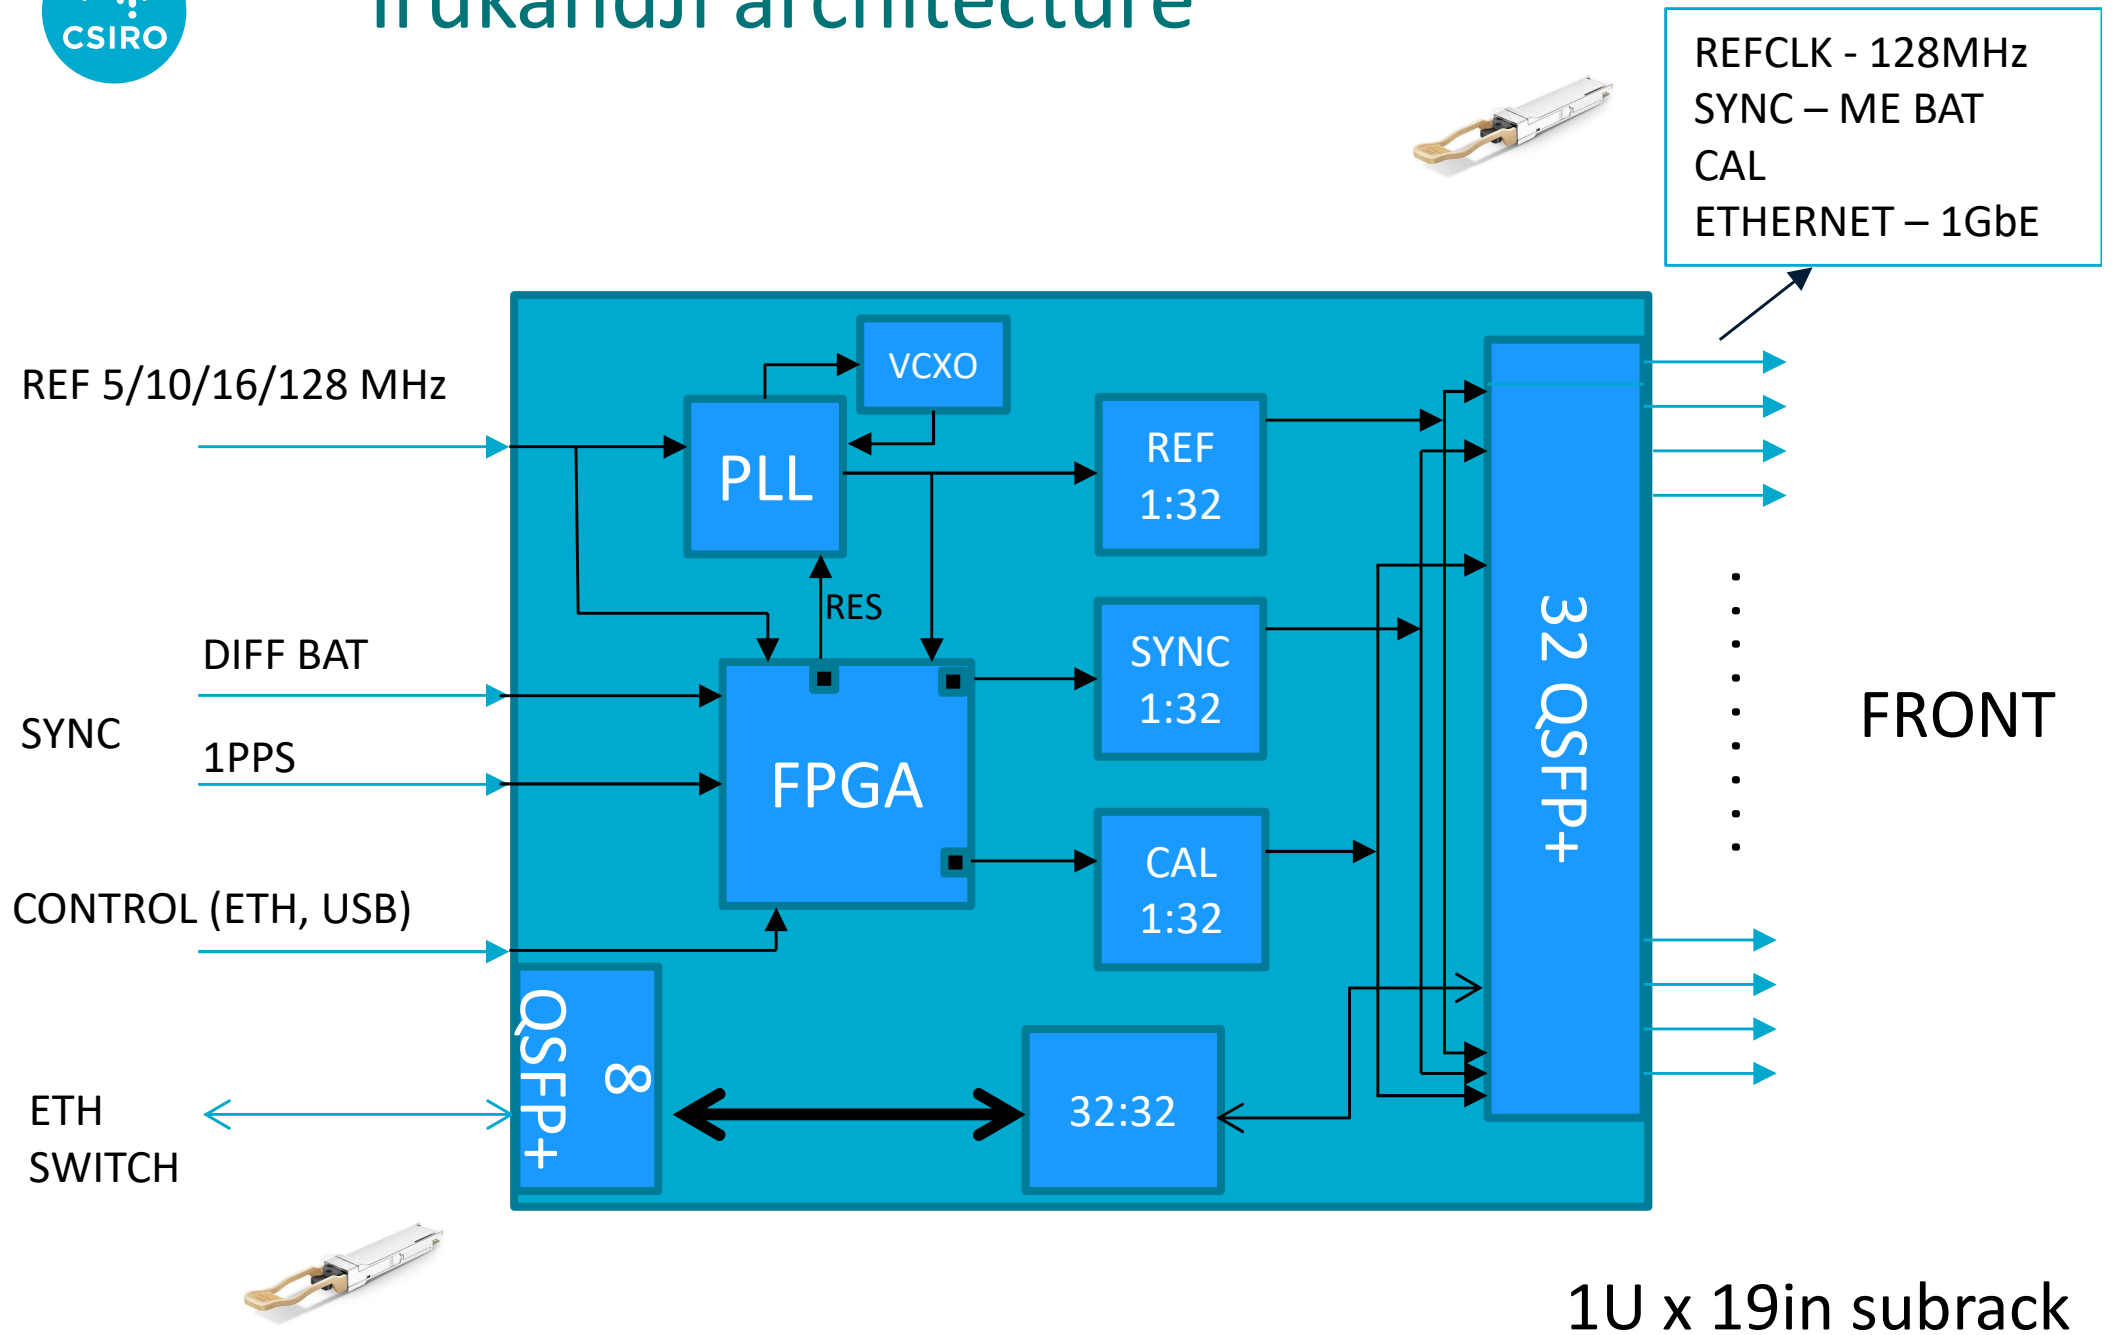 Irukandji architecture
CSIRO
REFCLK - 128MHz
SYNC – ME BAT
CAL
ETHERNET – 1GbE
REF 5/10/16/128 MHz
VCXO
PLL
REF
1:32
RES
DIFF BAT
SYNC
1PPS
FPGA
SYNC
1:32
CAL
1:32
32 QSFP+
FRONT
CONTROL (ETH, USB)
8
QSFP+
32:32
ETH
SWITCH
1U x 19in subrack